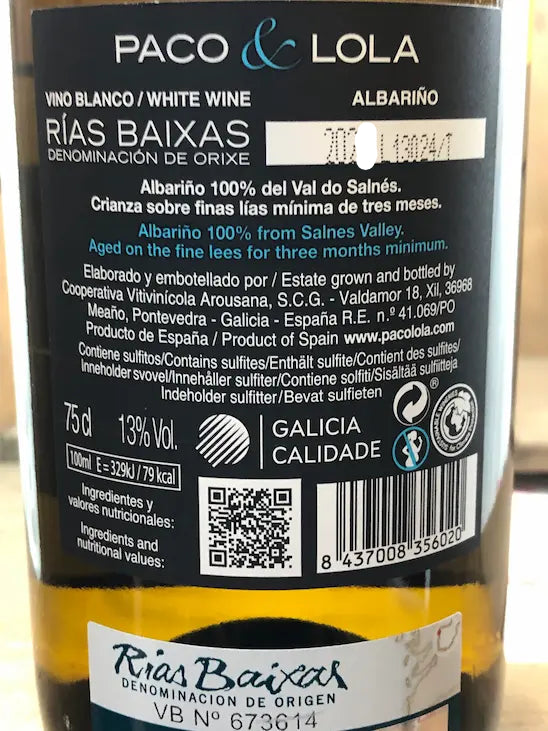 PACO & LOLA
VINO BLANCO / WHITE WINE
ALBARIÑO
RÍAS BAIXAS
DENOMINACIÓN DE ORIXE
L 13024/T
Albariño 100% del Val do Salnés.
Crianza sobre finas lías mínima de tres meses.
Albariño 100% from Salnes Valley.
Aged on the fine lees for three months minimum.
Elaborado y embotellado por / Estate grown and bottled by
Cooperativa Vitivinícola Arousana, S.C.G. - Valdamor 18, Xil, 36968
Meaño, Pontevedra - Galicia - España R.E. n.º 41.069/PO
Producto de España / Product of Spain www.pacolola.com
Contiene sulfitos/Contains sulfites/Enthält sulfite/Contient des sulfites/
Inneholder svovel/Innehåller sulfiter/Contiene solfiti/Sisältää sulfiitteja
Indeholder sulfitter/Bevat sulfieten
75 cl 13% Vol.
GALICIA
CALIDADE
100ml E = 329kJ / 79 kcal
Ingredientes y
valores nutricionales:
Ingredients and
nutritional values:
8 437008 356020
Rías Baixas
DENOMINACION DE ORIGEN
VB Nº 673614